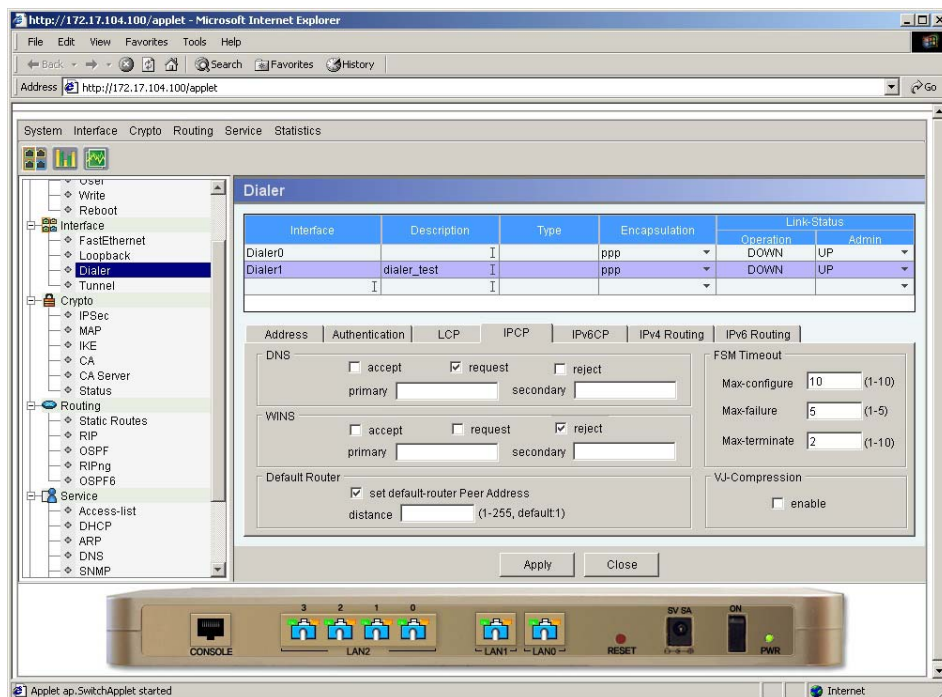 http://172.17.104.100/applet - Microsoft Internet Explorer
File Edit View Favorites Tools Help
Back Search Favorites History
Address http://172.17.104.100/applet Go
System Interface Crypto Routing Service Statistics
User
Write
Reboot
Interface
FastEthernet
Loopback
Dialer
Tunnel
Crypto
IPSec
MAP
IKE
CA
CA Server
Status
Routing
Static Routes
RIP
OSPF
RIPng
OSPF6
Service
Access-list
DHCP
ARP
DNS
SNMP
Dialer
Interface Description Type Encapsulation Link-Status
Operation Admin
Dialer0 ppp DOWN UP
Dialer1 dialer_test ppp DOWN UP
Address Authentication LCP IPCP IPv6CP IPv4 Routing IPv6 Routing
DNS
accept request reject
primary secondary
WINS
accept request reject
primary secondary
Default Router
set default-router Peer Address
distance (1-255, default:1)
FSM Timeout
Max-configure 10 (1-10)
Max-failure 5 (1-5)
Max-terminate 2 (1-10)
VJ-Compression
enable
Apply Close
3 2 1 0 5V 5A ON
CONSOLE LAN2 LAN1 LAN0 RESET PWR
Applet ap.SwitchApplet started Internet